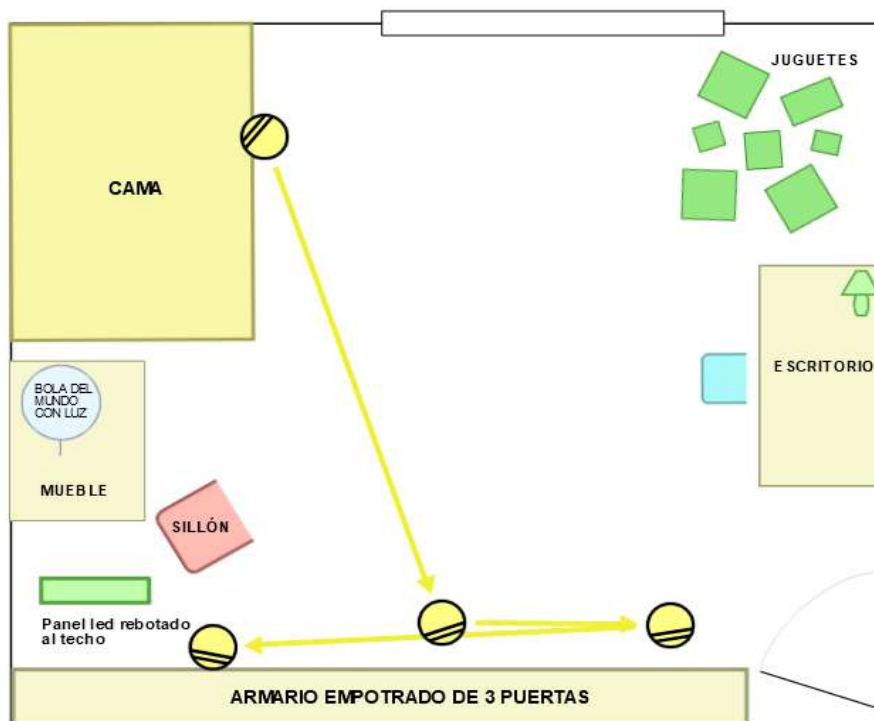 JUGUETES
CAMA
ESCRITORIO
BOLA DEL
MUNDO
CON LUZ
MUEBLE
SILLÓN
Panel led rebotado
al techo
ARMARIO EMPOTRADO DE 3 PUERTAS